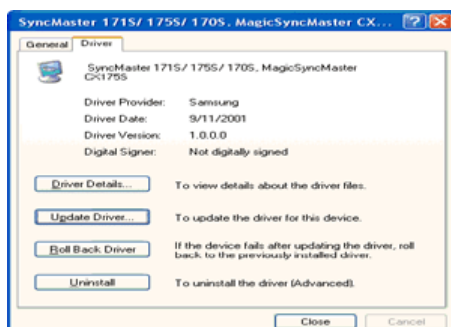 SyncMaster 171S/ 175S/ 170S, MagicSyncMaster CX...
General Driver
SyncMaster 171S/ 175S/ 170S, MagicSyncMaster
CX175S
Driver Provider: Samsung
Driver Date: 9/11/2001
Driver Version: 1.0.0.0
Digital Signer: Not digitally signed
Driver Details... To view details about the driver files.
Update Driver... To update the driver for this device.
Roll Back Driver If the device fails after updating the driver, roll
back to the previously installed driver.
Uninstall To uninstall the driver (Advanced).
Close Cancel